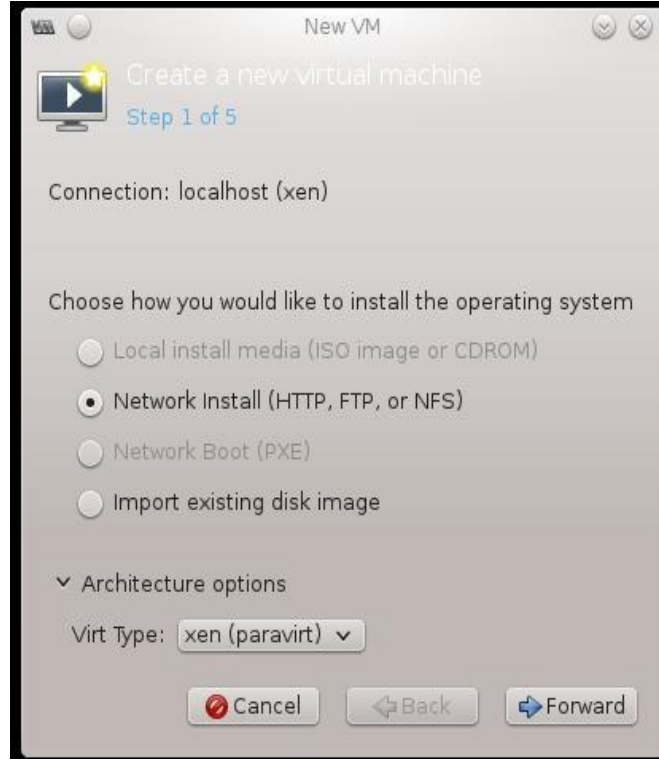 New VM
Create a new virtual machine
Step 1 of 5
Connection: localhost (xen)
Choose how you would like to install the operating system
Local install media (ISO image or CDROM)
Network Install (HTTP, FTP, or NFS)
Network Boot (PXE)
Import existing disk image
Architecture options
Virt Type: xen (paravirt)
Cancel Back Forward